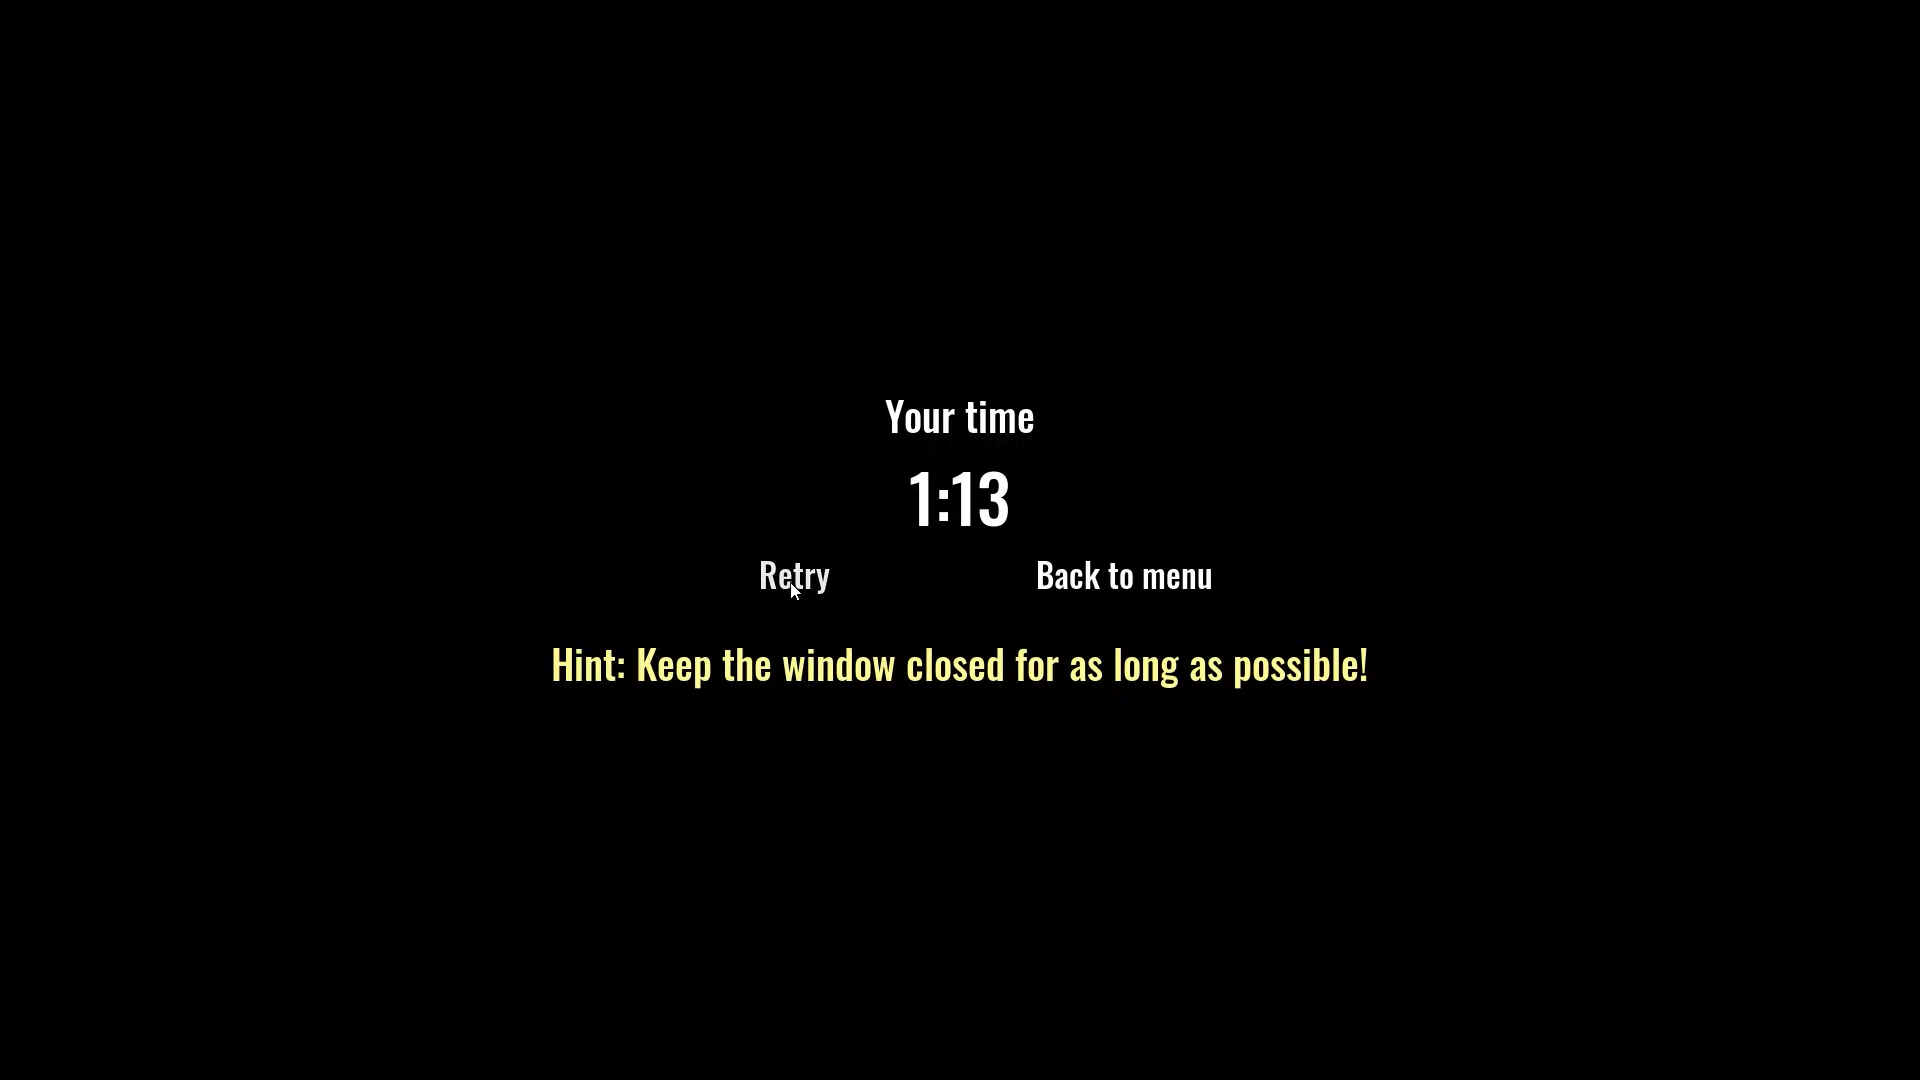 Your time
1:13
Retry Back to menu
Hint: Keep the window closed for as long as possible!